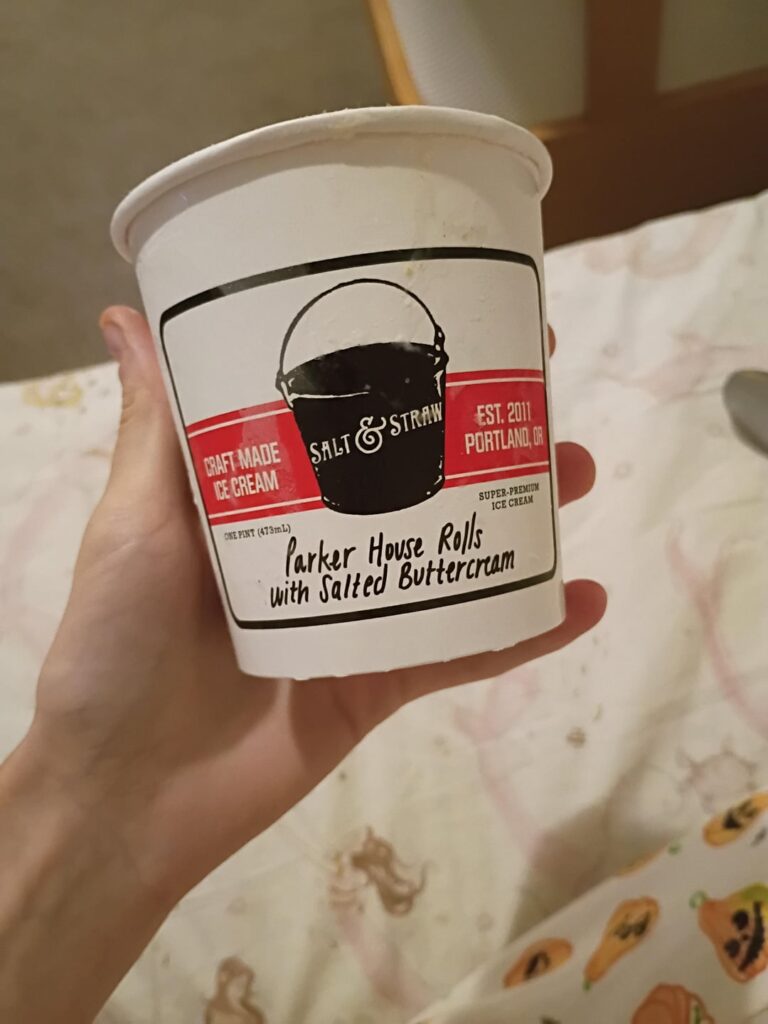 SALT & STRAW
CRAFT MADE
ICE CREAM
EST. 2011
PORTLAND, OR
ONE PINT (473mL)
SUPER-PREMIUM
ICE CREAM
Parker House Rolls
with Salted Buttercream